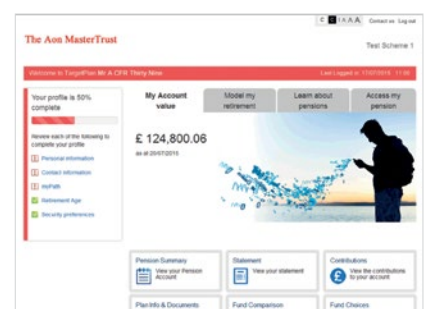 C C I A A A Contact us Log out
The Aon MasterTrust
Test Scheme 1
Welcome to TargetPlan Mr A CFR Thirty Nine
Last Logged in 17/07/2015 11:06
Your profile is 50%
complete
Review each of the following to
complete your profile
Personal information
Contact information
myPath
Retirement Age
Security preferences
My Account
value
Model my
retirement
Learn about
pensions
Access my
pension
£ 124,800.06
as at 20/07/2015
Pension Summary
View your Pension
Account
Statement
View your statement
Contributions
View the contributions
to your account
Plan Info & Documents
Fund Comparison
Fund Choices